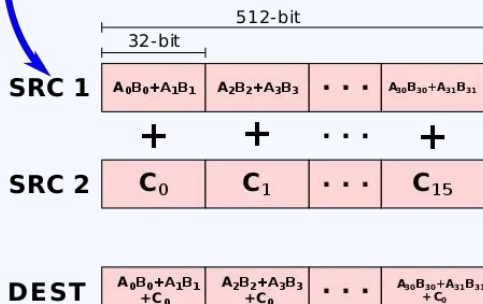 512-bit
32-bit
SRC 1 A₀B₀+A₁B₁ A₂B₂+A₃B₃ · · · A₃₀B₃₀+A₃₁B₃₁
+ + · · · +
SRC 2 C₀ C₁ · · · C₁₅
DEST A₀B₀+A₁B₁ A₂B₂+A₃B₃ · · · A₃₀B₃₀+A₃₁B₃₁
+C₀ +C₀ +C₀